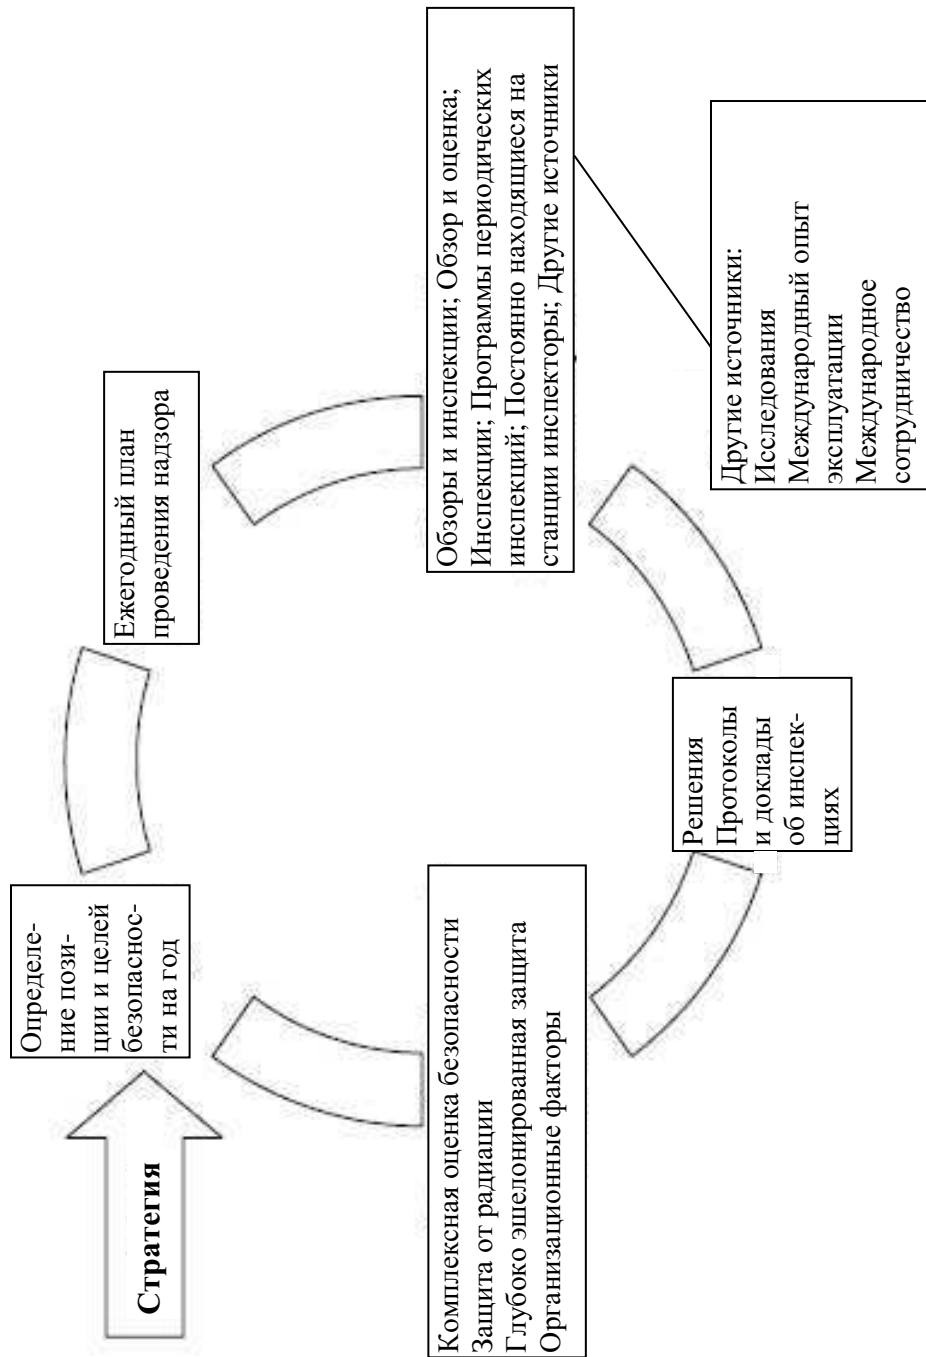 Стратегия
Определе-
ние пози-
ции и целей
безопаснос-
ти на год
Ежегодный план
проведения надзора
Обзоры и инспекции; Обзор и оценка;
Инспекции; Программы периодических
инспекций; Постоянно находящиеся на
станции инспекторы; Другие источники
Другие источники:
Исследования
Международный опыт
эксплуатации
Международное
сотрудничество
Решения
Протоколы
и доклады
об инспек-
циях
Комплексная оценка безопасности
Защита от радиации
Глубоко эшелонированная защита
Организационные факторы